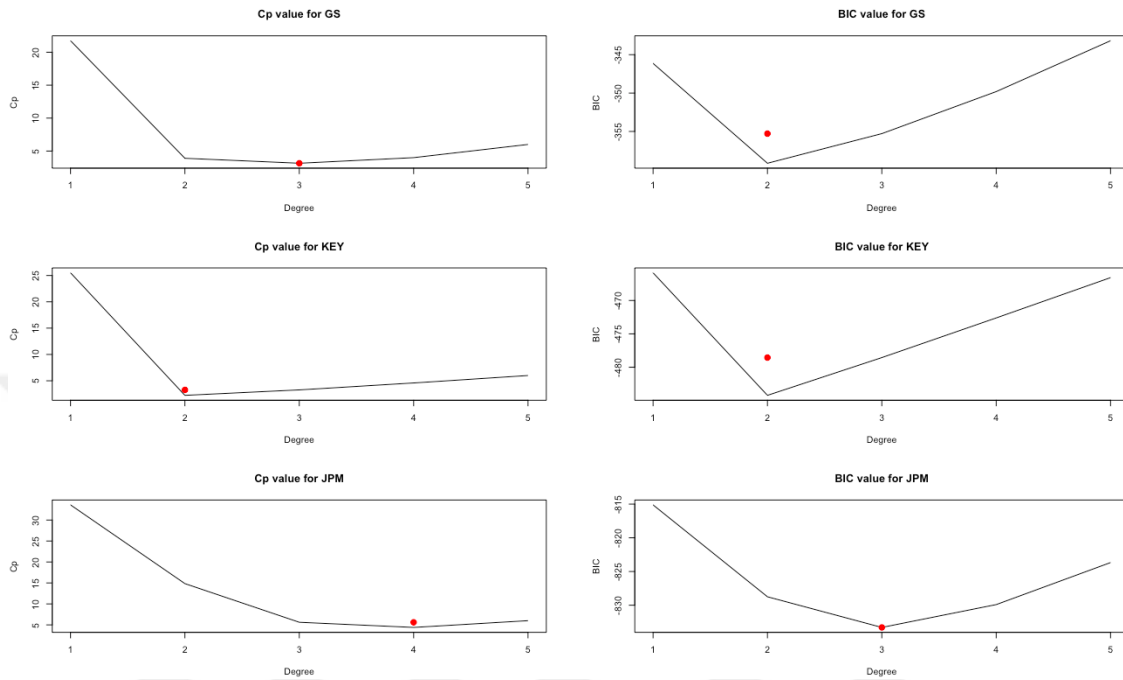 Cp value for GS
Cp
20
15
10
5
1 2 3 4 5
Degree
BIC value for GS
BIC
-345
-350
-355
1 2 3 4 5
Degree
Cp value for KEY
Cp
25
20
15
10
5
1 2 3 4 5
Degree
BIC value for KEY
BIC
-470
-475
-480
1 2 3 4 5
Degree
Cp value for JPM
Cp
30
25
20
15
10
5
1 2 3 4 5
Degree
BIC value for JPM
BIC
-815
-820
-825
-830
1 2 3 4 5
Degree